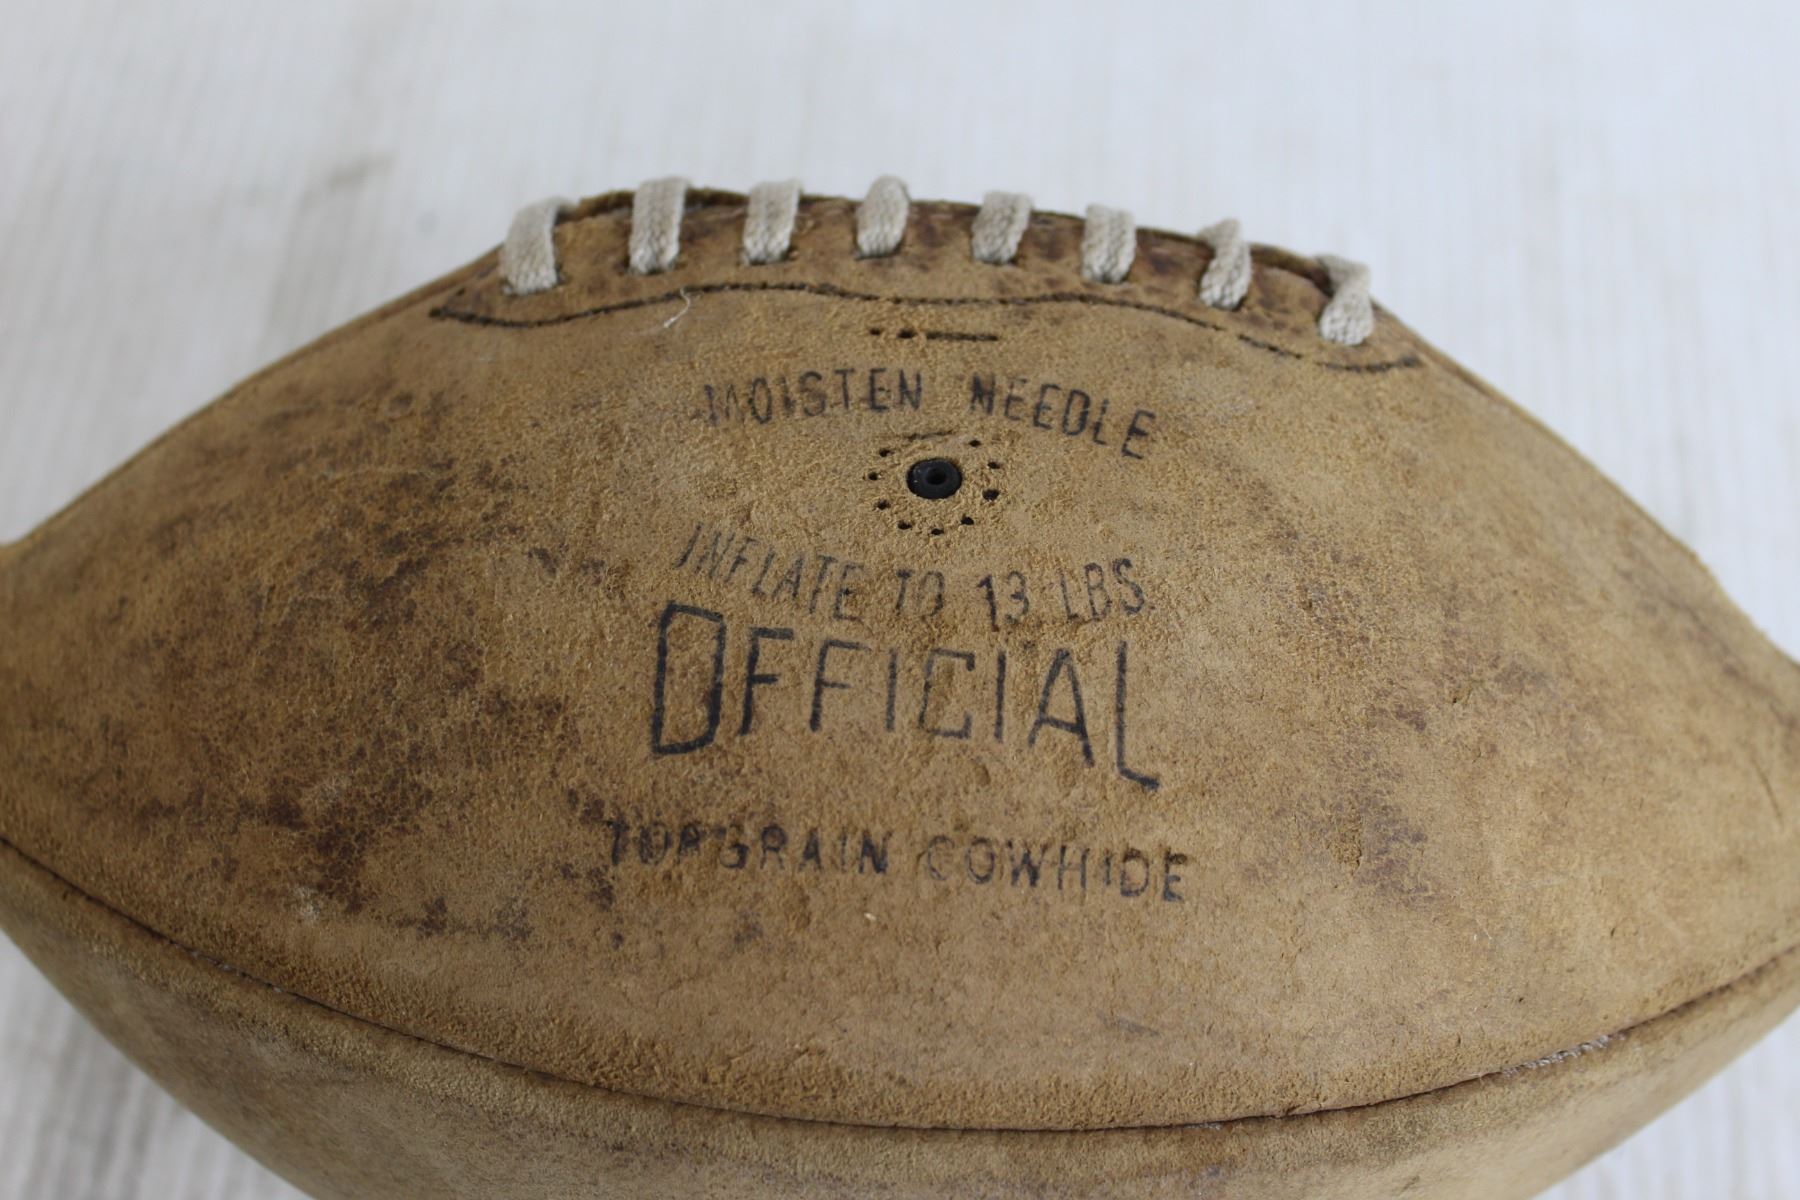 MOISTEN NEEDLE
INFLATE TO 13 LBS.
OFFICIAL
TOP GRAIN COWHIDE